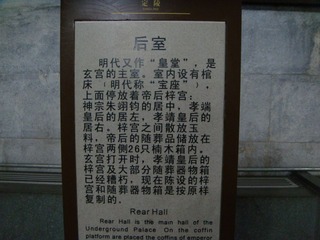 定陵
后室
明代又作“皇堂”，是
玄宫的主室。室内设有棺
床（明代称“宝座”），
上面停放着帝后梓宫：
神宗朱翊钧的居中，孝端
皇后的居左，孝靖皇后的
居右。梓宫之间散放玉
料，帝后的随葬品储放在
梓宫两侧26只楠木箱内。
玄宫打开时，孝靖皇后的
梓宫及大部分随葬器物箱
已经糟朽，现在陈设的梓
宫和随葬器物箱是按原样
复制的．
Rear Hall
Rear Hall is the main hall of the
Underground Palace. On the coffin
platform are placed the coffins of emperor